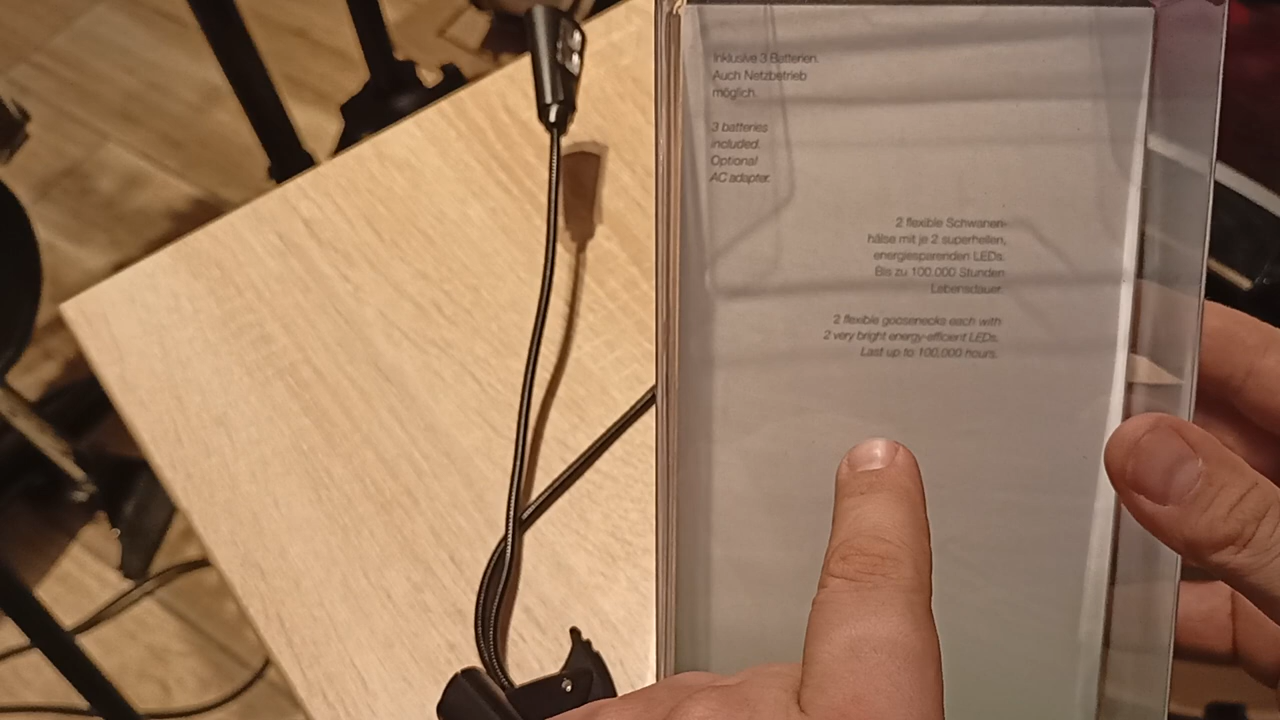 Inklusive 3 Batterien.
Auch Netzbetrieb
möglich.
3 batteries
included.
Optional
AC adapter.
2 flexible Schwanen-
hälse mit je 2 superhellen,
energiesparenden LEDs.
Bis zu 100.000 Stunden
Lebensdauer.
2 flexible goosenecks each with
2 very bright energy-efficient LEDs.
Last up to 100,000 hours.